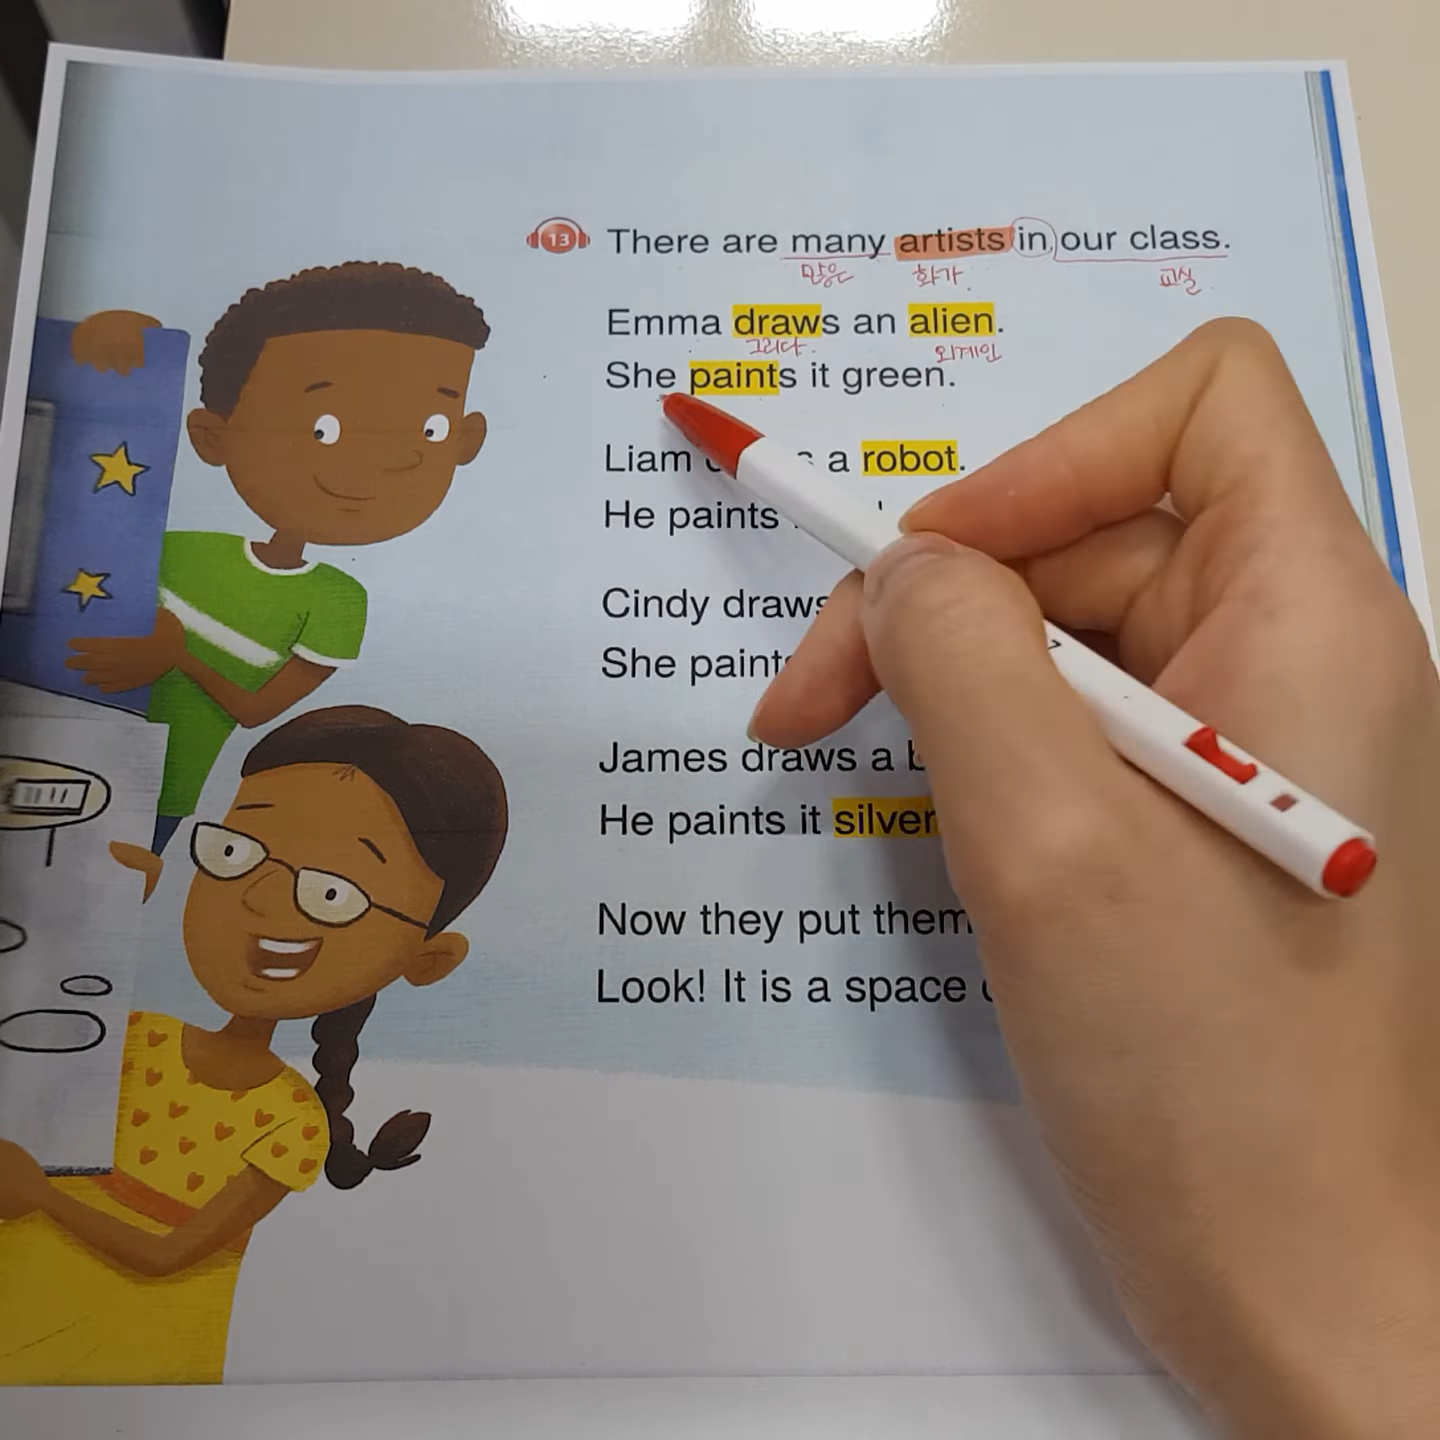 13 There are many artists in our class.
많은 화가 교실
Emma draws an alien.
그리다 외계인
She paints it green.
Liam a robot.
He paints
Cindy draws
She paints
James draws a
He paints it silver
Now they put them
Look! It is a space